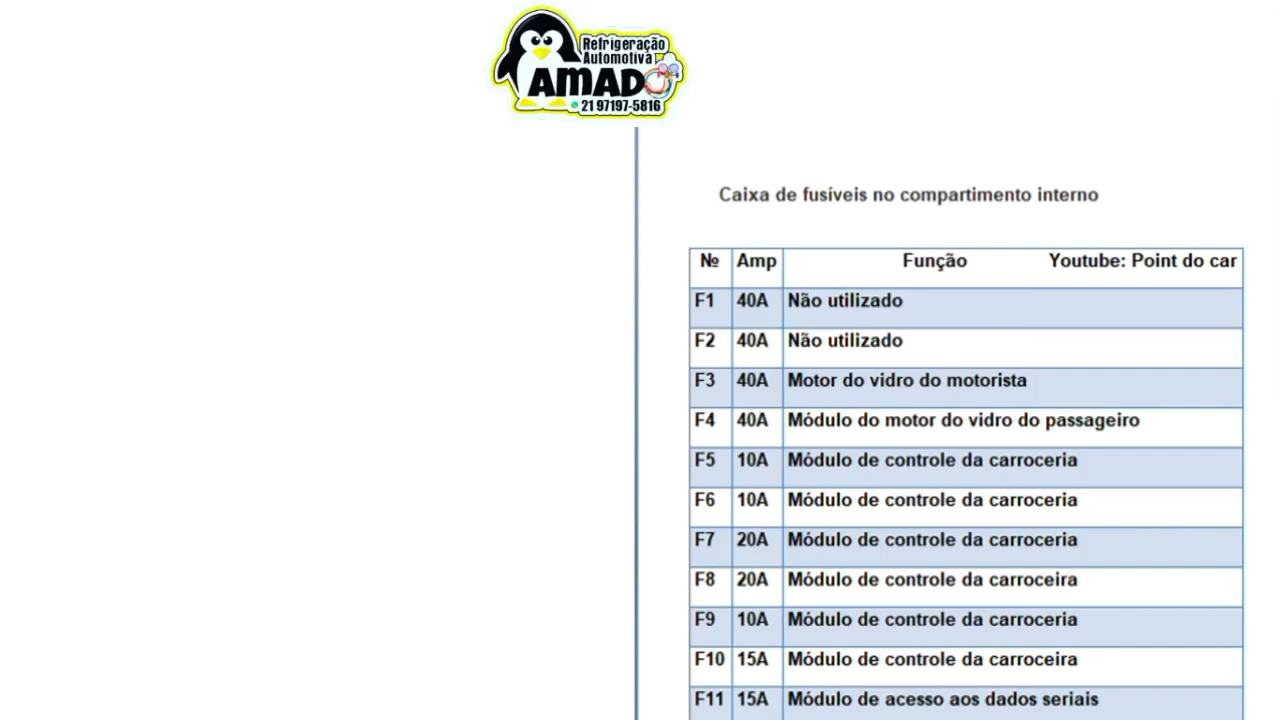 Refrigeração
Automotiva
AMADO
21 97197-5816
Caixa de fusíveis no compartimento interno
№ Amp Função Youtube: Point do car
F1 40A Não utilizado
F2 40A Não utilizado
F3 40A Motor do vidro do motorista
F4 40A Módulo do motor do vidro do passageiro
F5 10A Módulo de controle da carroceria
F6 10A Módulo de controle da carroceria
F7 20A Módulo de controle da carroceria
F8 20A Módulo de controle da carroceira
F9 10A Módulo de controle da carroceria
F10 15A Módulo de controle da carroceira
F11 15A Módulo de acesso aos dados seriais